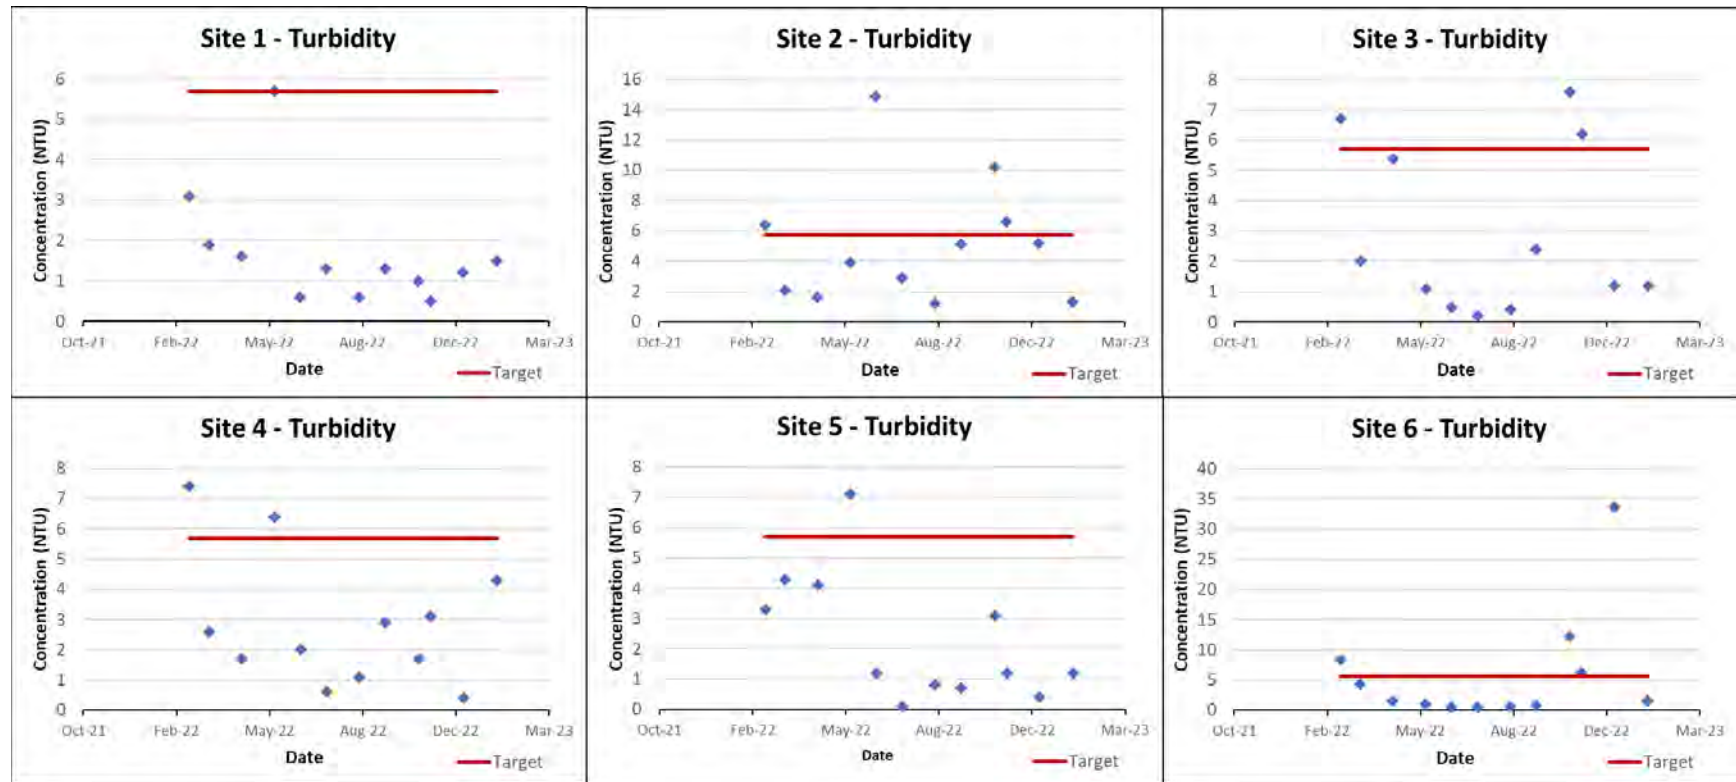 Site 1 - Turbidity
Concentration (NTU)
6
5
4
3
2
1
0
Oct-21 Feb-22 May-22 Aug-22 Dec-22 Mar-23
Date
Target
Site 2 - Turbidity
Concentration (NTU)
16
14
12
10
8
6
4
2
0
Oct-21 Feb-22 May-22 Aug-22 Dec-22 Mar-23
Date
Target
Site 3 - Turbidity
Concentration (NTU)
8
7
6
5
4
3
2
1
0
Oct-21 Feb-22 May-22 Aug-22 Dec-22 Mar-23
Date
Target
Site 4 - Turbidity
Concentration (NTU)
8
7
6
5
4
3
2
1
0
Oct-21 Feb-22 May-22 Aug-22 Dec-22 Mar-23
Date
Target
Site 5 - Turbidity
Concentration (NTU)
8
7
6
5
4
3
2
1
0
Oct-21 Feb-22 May-22 Aug-22 Dec-22 Mar-23
Date
Target
Site 6 - Turbidity
Concentration (NTU)
40
35
30
25
20
15
10
5
0
Oct-21 Feb-22 May-22 Aug-22 Dec-22 Mar-23
Date
Target